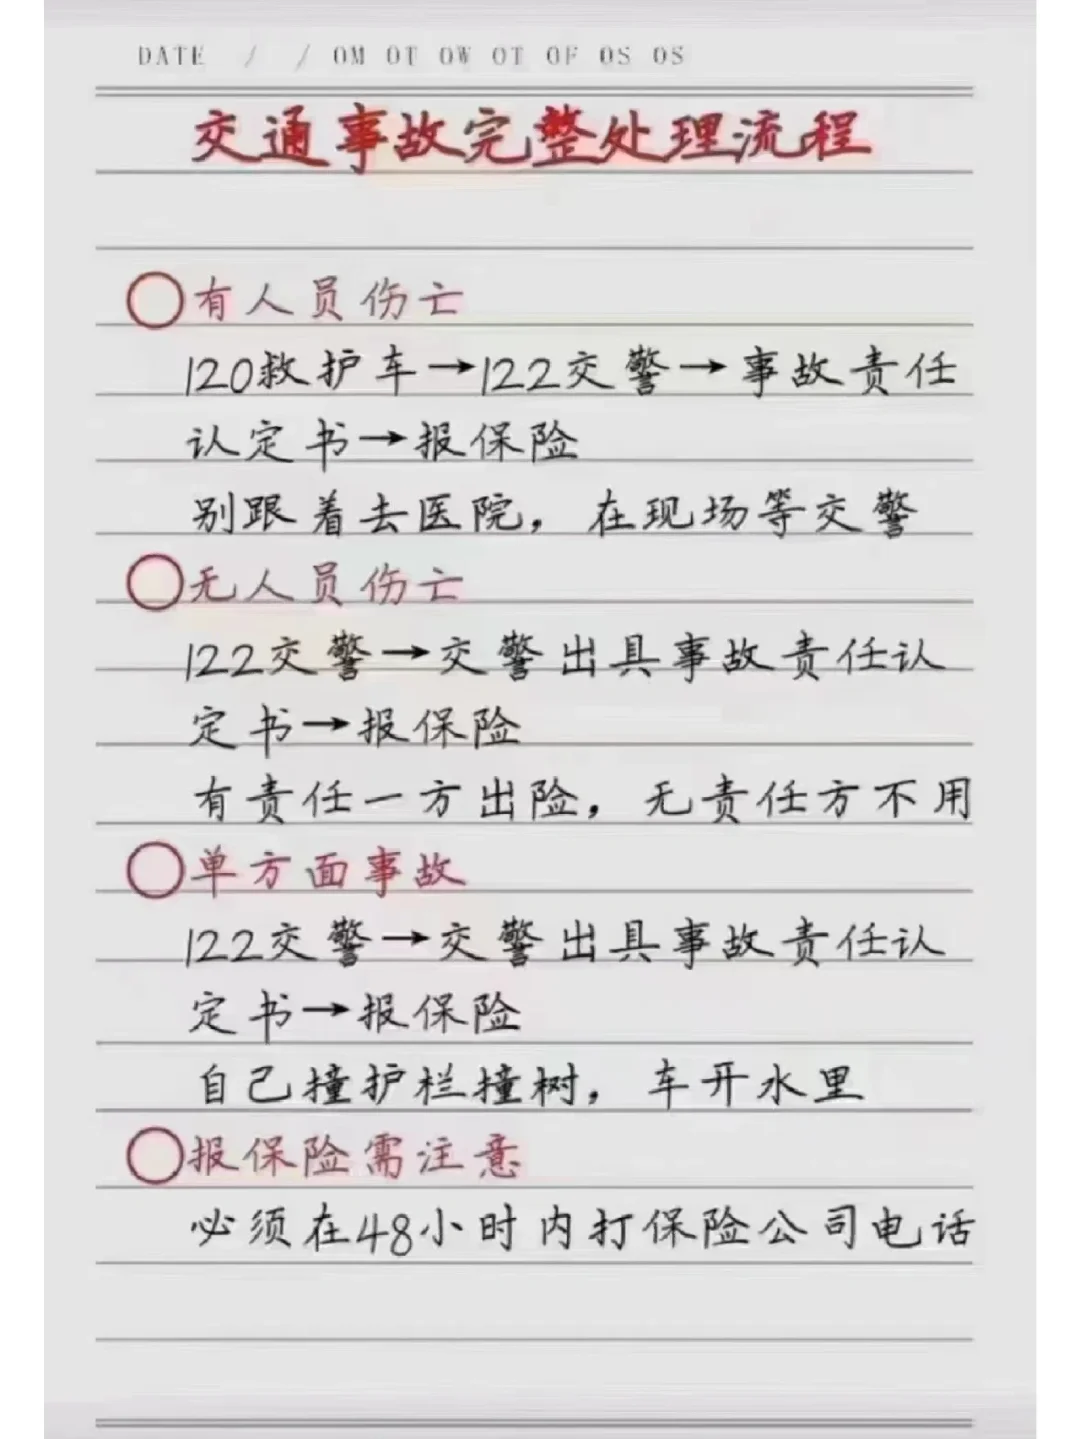 DATE / / OM OT OW OT OF OS OS
交通事故完整处理流程
有人员伤亡
120救护车→122交警→事故责任
认定书→报保险
别跟着去医院，在现场等交警
无人员伤亡
122交警→交警出具事故责任认
定书→报保险
有责任一方出险，无责任方不用
单方面事故
122交警→交警出具事故责任认
定书→报保险
自己撞护栏撞树，车开水里
报保险需注意
必须在48小时内打保险公司电话